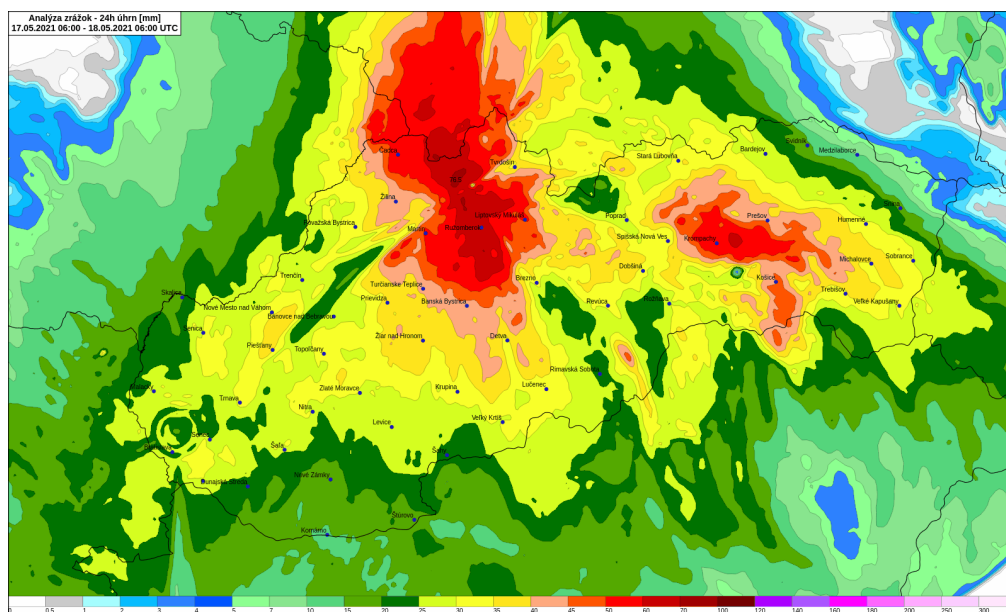 Analýza zrážok - 24h úhrn [mm]
17.05.2021 06:00 - 18.05.2021 06:00 UTC
Svidník
Bardejov
Medzilaborce
Čadca
Stará Ľubovňa
Tvrdošín
Žilina
Snina
Považská Bystrica
Martin
Ružomberok
Liptovský Mikuláš
Poprad
Prešov
Humenné
Spišská Nová Ves
Krompachy
Michalovce
Sobrance
Trenčín
Turčianske Teplice
Brezno
Dobšiná
Košice
Skalica
Nové Mesto nad Váhom
Prievidza
Banská Bystrica
Revúca
Rožňava
Trebišov
Veľké Kapušany
Bánovce nad Bebravou
Senica
Piešťany
Topoľčany
Žiar nad Hronom
Detva
Rimavská Sobota
Malacky
Trnava
Zlaté Moravce
Krupina
Lučenec
Nitra
Levice
Veľký Krtíš
Senec
Bratislava
Šaľa
Šahy
Dunajská Streda
Nové Zámky
Štúrovo
Komárno
0 0.5 1 2 3 4 5 7 10 15 20 25 30 35 40 45 50 60 70 100 120 140 160 180 200 250 300